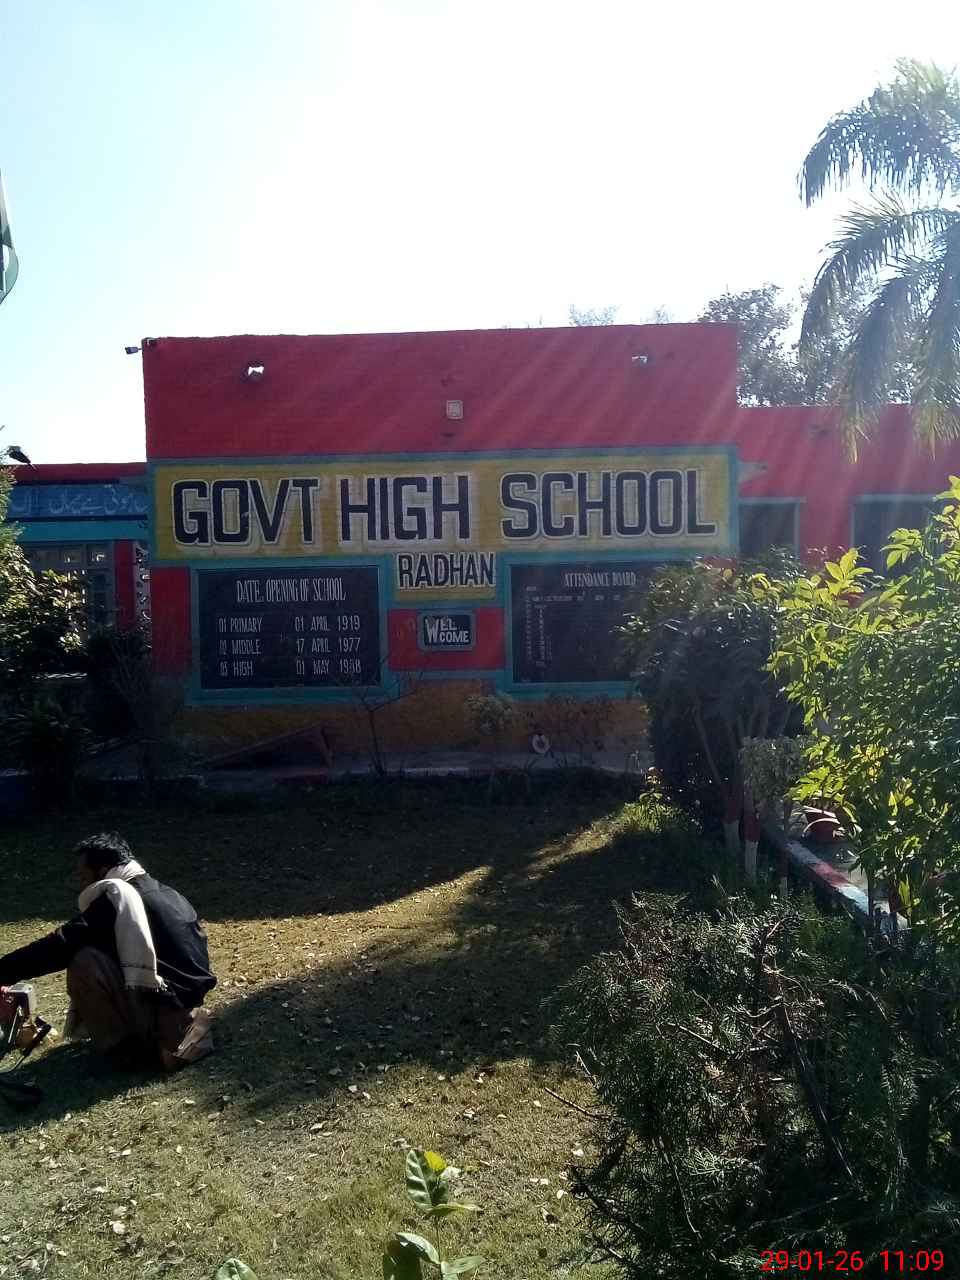 GOVT HIGH SCHOOL
RADHAN
DATE: OPENING OF SCHOOL
01 PRIMARY 01 APRIL 1919
02 MIDDLE 17 APRIL 1977
03 HIGH 01 MAY 1988
WEL COME
ATTENDANCE BOARD
29-01-26 11:09